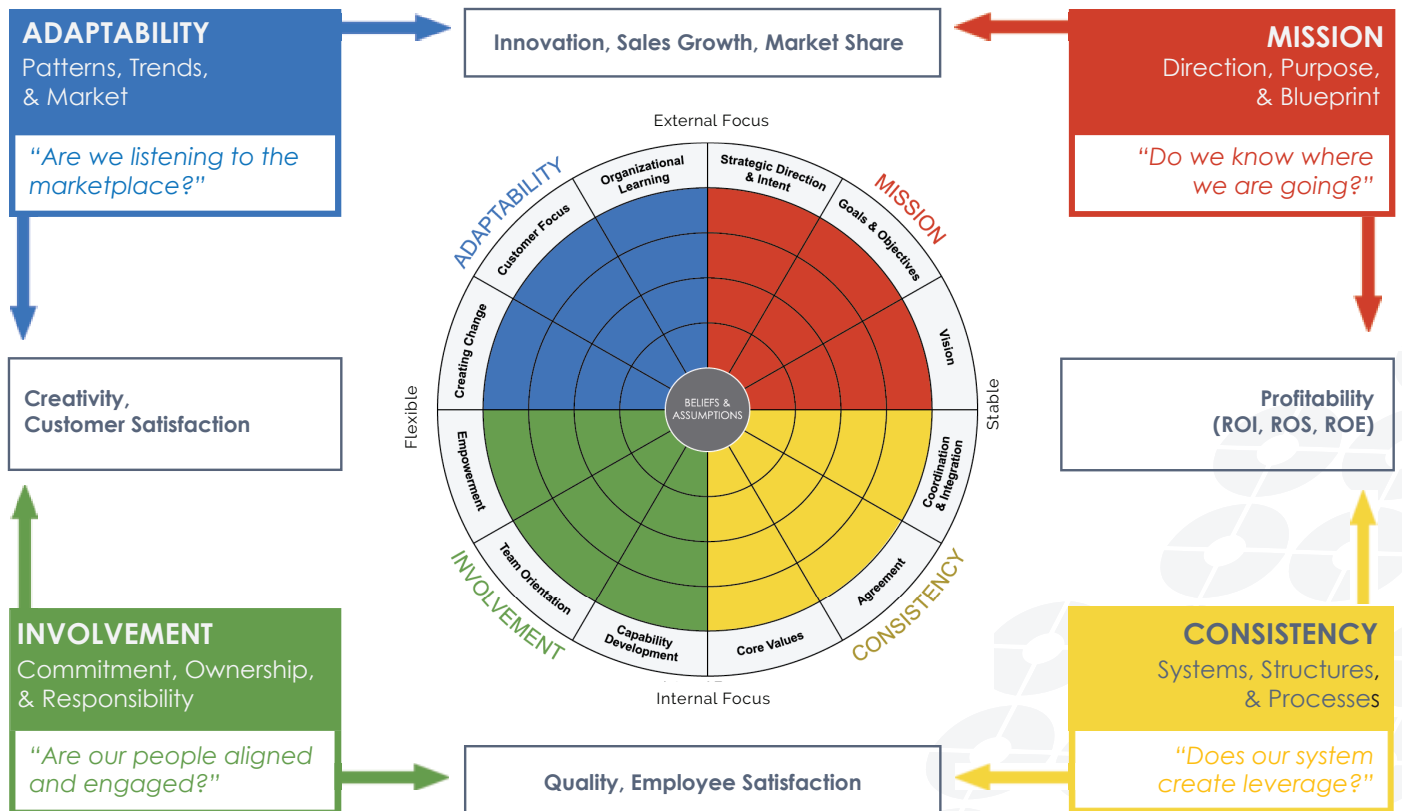 ADAPTABILITY
Patterns, Trends,
& Market
“Are we listening to the
marketplace?”
Innovation, Sales Growth, Market Share
MISSION
Direction, Purpose,
& Blueprint
“Do we know where
we are going?”
External Focus
ADAPTABILITY
MISSION
Creating Change
Customer Focus
Organizational
Learning
Strategic Direction
& Intent
Goals & Objectives
Vision
Creativity,
Customer Satisfaction
Flexible
BELIEFS &
ASSUMPTIONS
Stable
Profitability
(ROI, ROS, ROE)
Empowerment
Team Orientation
Capability
Development
Core Values
Agreement
Coordination
& Integration
INVOLVEMENT
CONSISTENCY
Internal Focus
INVOLVEMENT
Commitment, Ownership,
& Responsibility
“Are our people aligned
and engaged?”
Quality, Employee Satisfaction
CONSISTENCY
Systems, Structures,
& Processes
“Does our system
create leverage?”